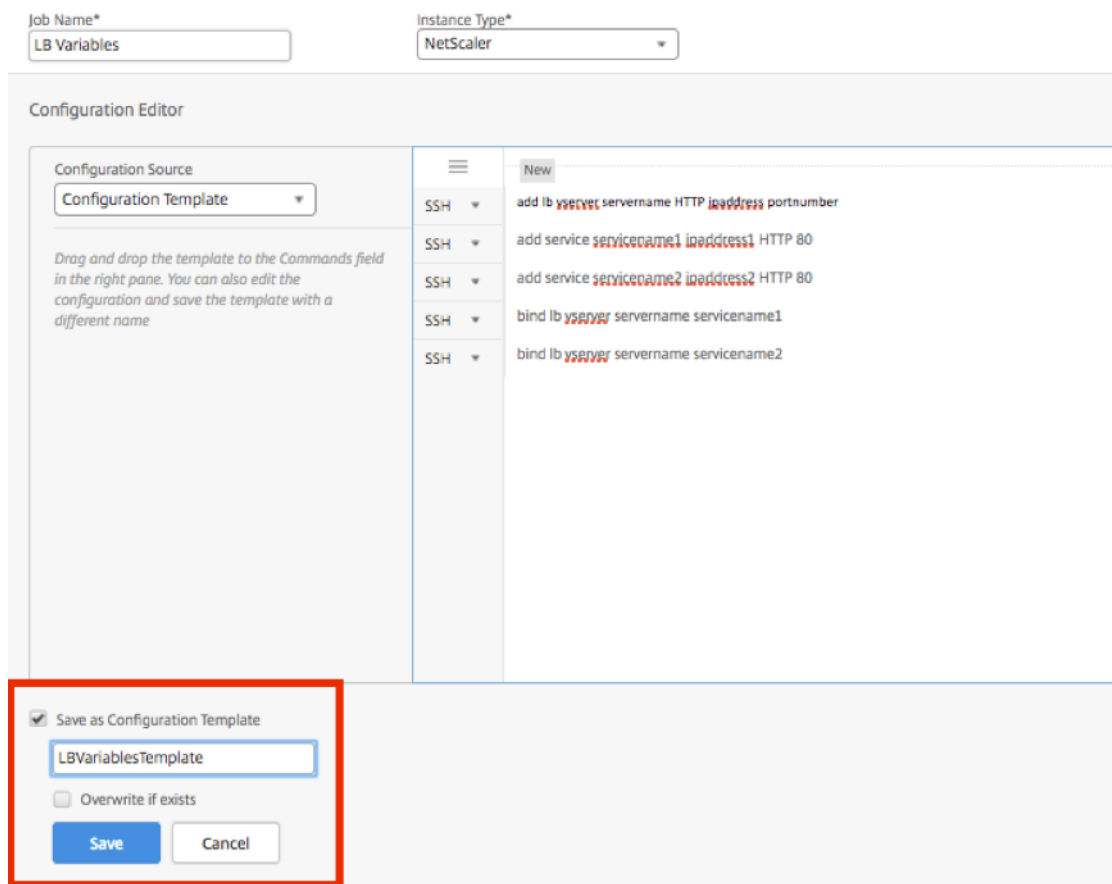 Job Name*
Instance Type*
LB Variables
NetScaler
Configuration Editor
Configuration Source
Configuration Template
Drag and drop the template to the Commands field
in the right pane. You can also edit the
configuration and save the template with a
different name
New
SSH add lb vserver servername HTTP ipaddress portnumber
SSH add service servicename1 ipaddress1 HTTP 80
SSH add service servicename2 ipaddress2 HTTP 80
SSH bind lb vserver servername servicename1
SSH bind lb vserver servername servicename2
Save as Configuration Template
LBVariablesTemplate
Overwrite if exists
Save
Cancel